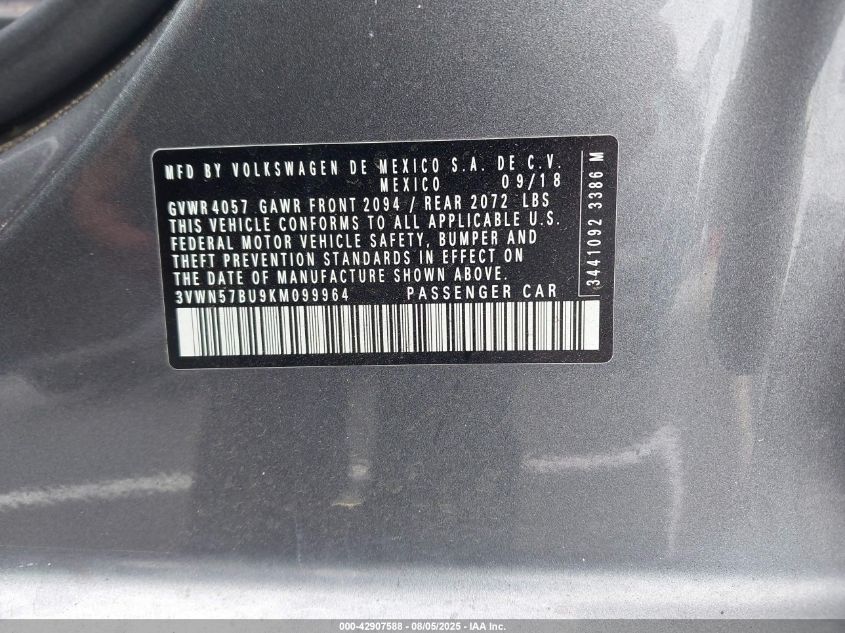 MFD BY VOLKSWAGEN DE MEXICO S.A. DE C.V.
MEXICO 09/18
GVWR 4057 GAWR FRONT 2094 / REAR 2072 LBS
THIS VEHICLE CONFORMS TO ALL APPLICABLE U.S.
FEDERAL MOTOR VEHICLE SAFETY, BUMPER AND
THEFT PREVENTION STANDARDS IN EFFECT ON
THE DATE OF MANUFACTURE SHOWN ABOVE.
3VWN57BU9KM099964 PASSENGER CAR
3441092 3386 M
000-42907588 - 08/05/2025 - IAA Inc.